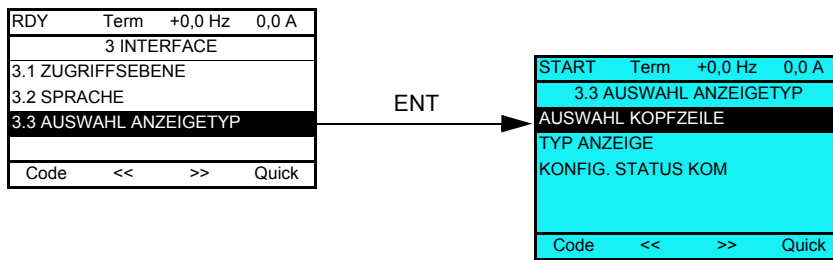 RDY Term +0,0 Hz 0,0 A
3 INTERFACE
3.1 ZUGRIFFSEBENE
3.2 SPRACHE
3.3 AUSWAHL ANZEIGETYP
Code << >> Quick
ENT
START Term +0,0 Hz 0,0 A
3.3 AUSWAHL ANZEIGETYP
AUSWAHL KOPFZEILE
TYP ANZEIGE
KONFIG. STATUS KOM
Code << >> Quick